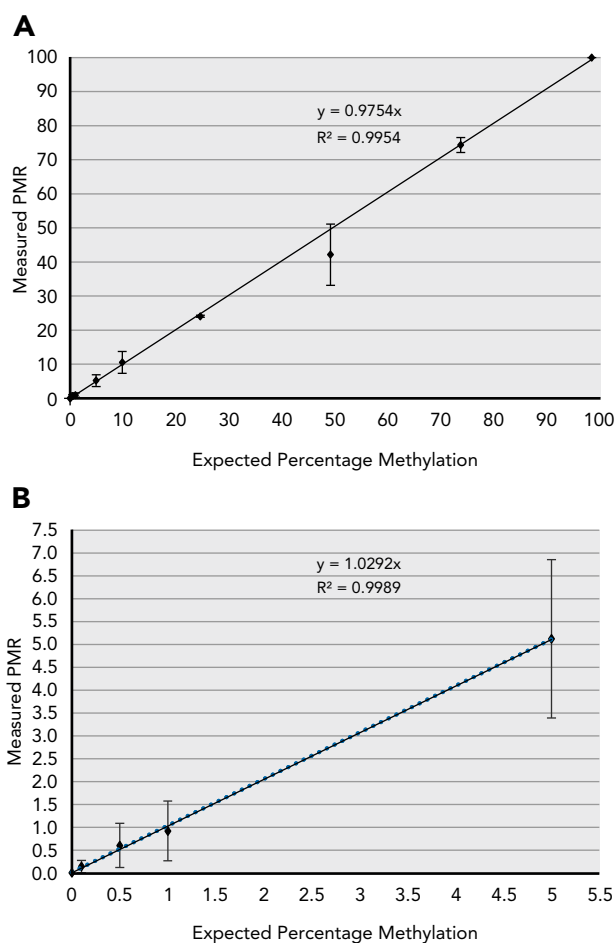 A
100
90
80
70
60
50
40
30
20
10
0
Measured PMR
y = 0.9754x
R² = 0.9954
0 10 20 30 40 50 60 70 80 90 100
Expected Percentage Methylation
B
7.5
7.0
6.5
6.0
5.5
5.0
4.5
4.0
3.5
3.0
2.5
2.0
1.5
1.0
0.5
0.0
Measured PMR
y = 1.0292x
R² = 0.9989
0 0.5 1 1.5 2 2.5 3 3.5 4 4.5 5 5.5
Expected Percentage Methylation